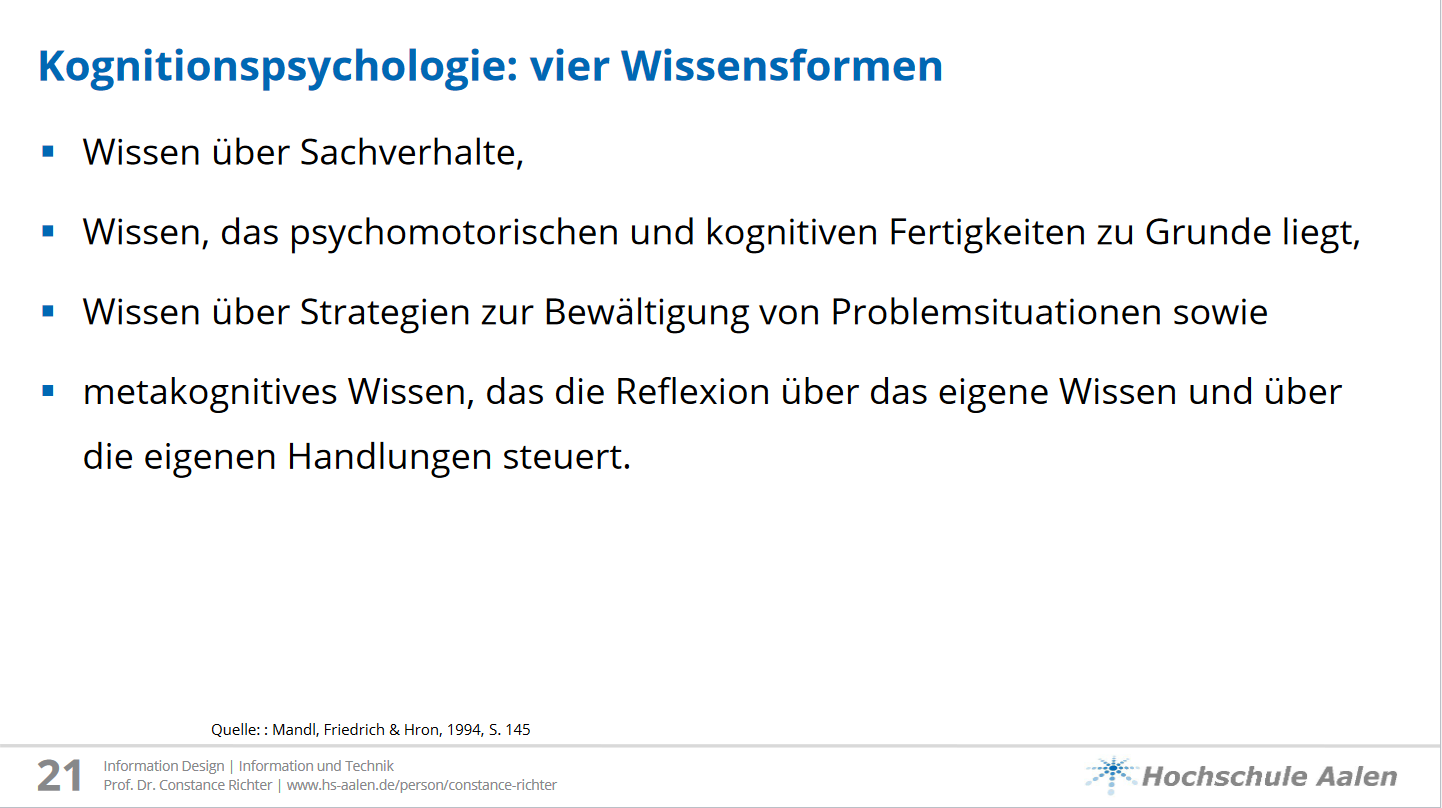 Kognitionspsychologie: vier Wissensformen
Wissen über Sachverhalte,
Wissen, das psychomotorischen und kognitiven Fertigkeiten zu Grunde liegt,
Wissen über Strategien zur Bewältigung von Problemsituationen sowie
metakognitives Wissen, das die Reflexion über das eigene Wissen und über
die eigenen Handlungen steuert.
Quelle: : Mandl, Friedrich & Hron, 1994, S. 145
21
Information Design | Information und Technik
Prof. Dr. Constance Richter | www.hs-aalen.de/person/constance-richter
Hochschule Aalen